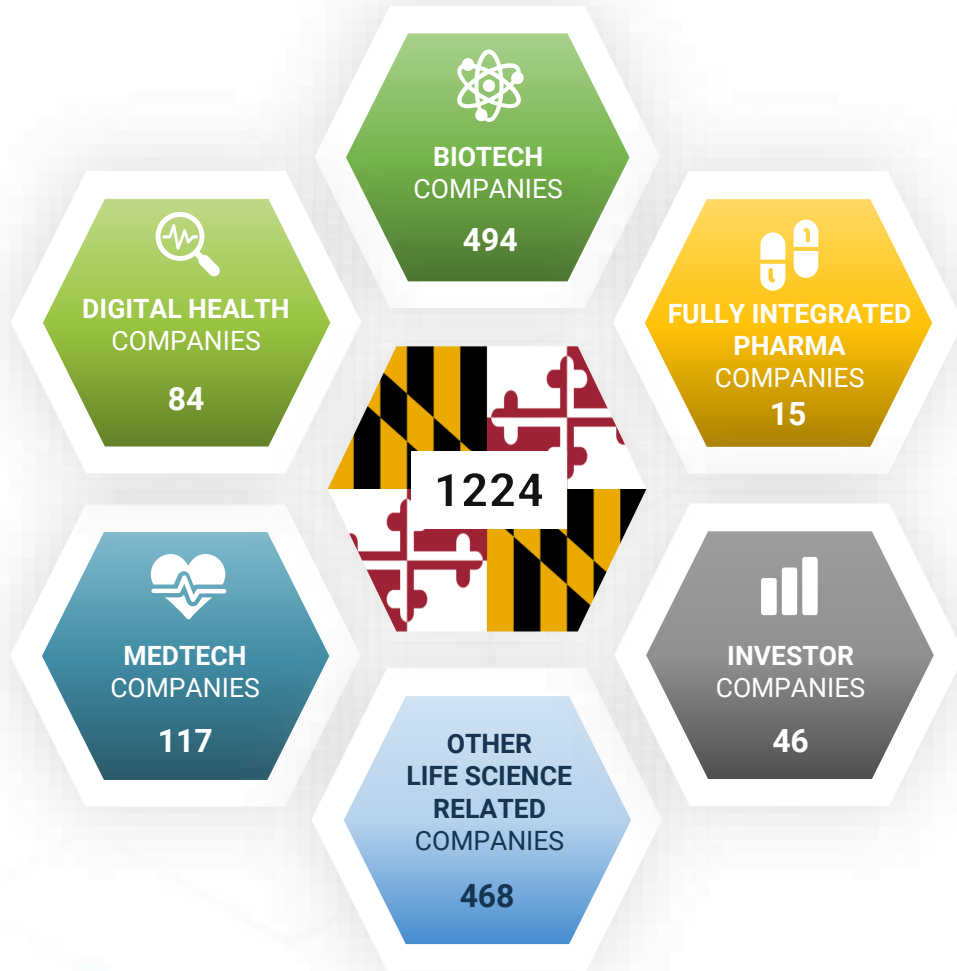 BIOTECH
COMPANIES
494
DIGITAL HEALTH
COMPANIES
84
FULLY INTEGRATED
PHARMA
COMPANIES
15
1224
MEDTECH
COMPANIES
117
INVESTOR
COMPANIES
46
OTHER
LIFE SCIENCE
RELATED
COMPANIES
468